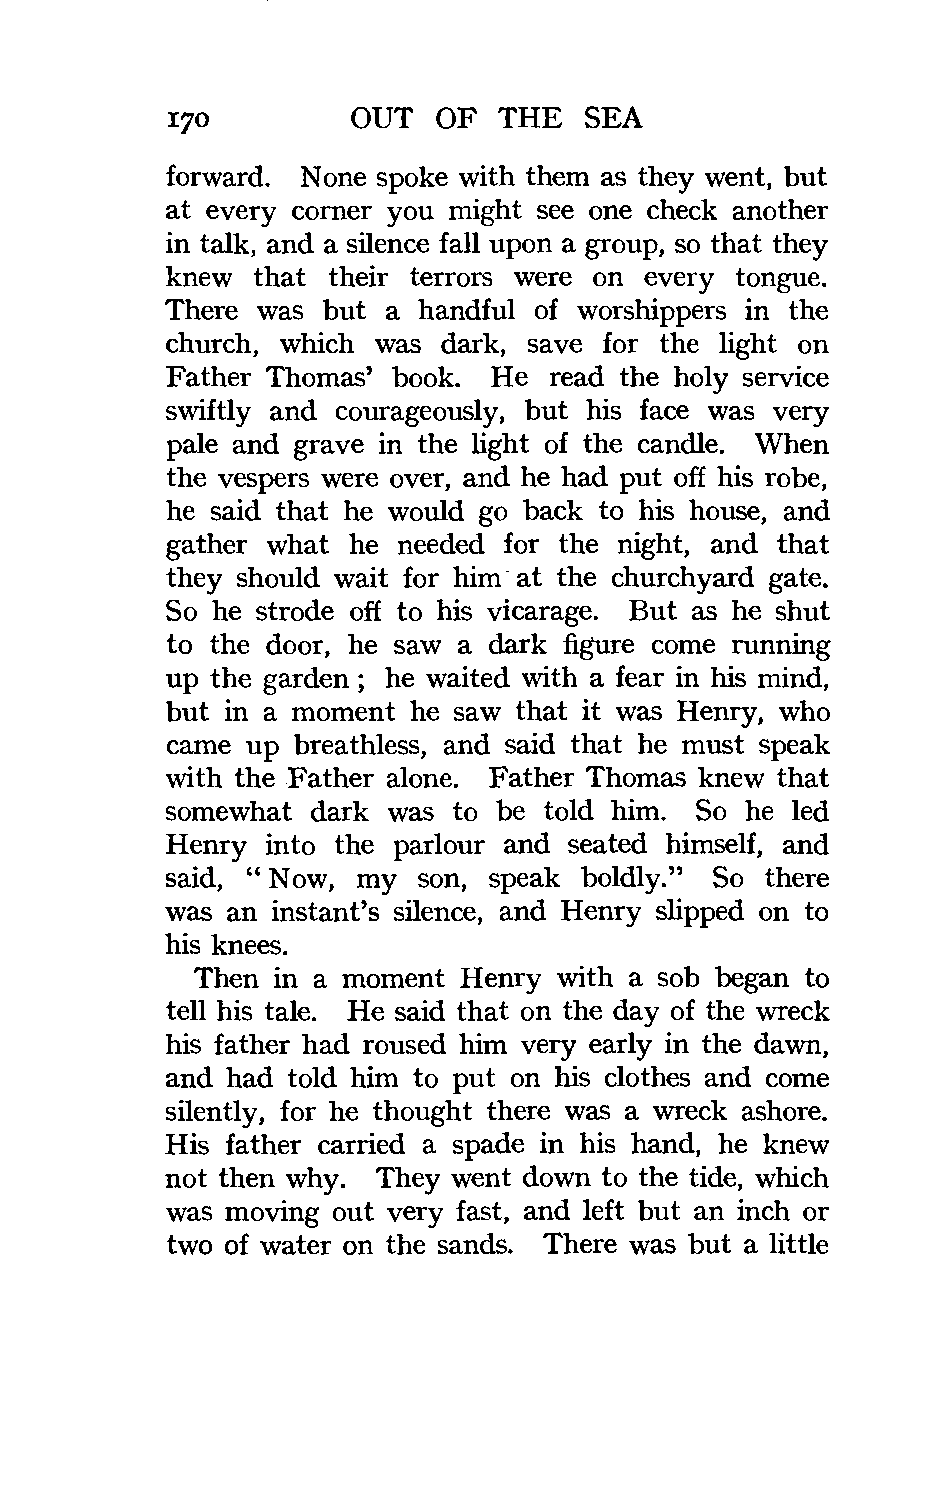 170 OUT OF THE SEA
forward. None spoke with them as they went, but
at every corner you might see one check another
in talk, and a silence fall upon a group, so that they
knew that their terrors were on every tongue.
There was but a handful of worshippers in the
church, which was dark, save for the light on
Father Thomas' book. He read the holy service
swiftly and courageously, but his face was very
pale and grave in the light of the candle. When
the vespers were over, and he had put off his robe,
he said that he would go back to his house, and
gather what he needed for the night, and that
they should wait for him at the churchyard gate.
So he strode off to his vicarage. But as he shut
to the door, he saw a dark figure come running
up the garden ; he waited with a fear in his mind,
but in a moment he saw that it was Henry, who
came up breathless, and said that he must speak
with the Father alone. Father Thomas knew that
somewhat dark was to be told him. So he led
Henry into the parlour and seated himself, and
said, “ Now, my son, speak boldly.” So there
was an instant's silence, and Henry slipped on to
his knees.
Then in a moment Henry with a sob began to
tell his tale. He said that on the day of the wreck
his father had roused him very early in the dawn,
and had told him to put on his clothes and come
silently, for he thought there was a wreck ashore.
His father carried a spade in his hand, he knew
not then why. They went down to the tide, which
was moving out very fast, and left but an inch or
two of water on the sands. There was but a little